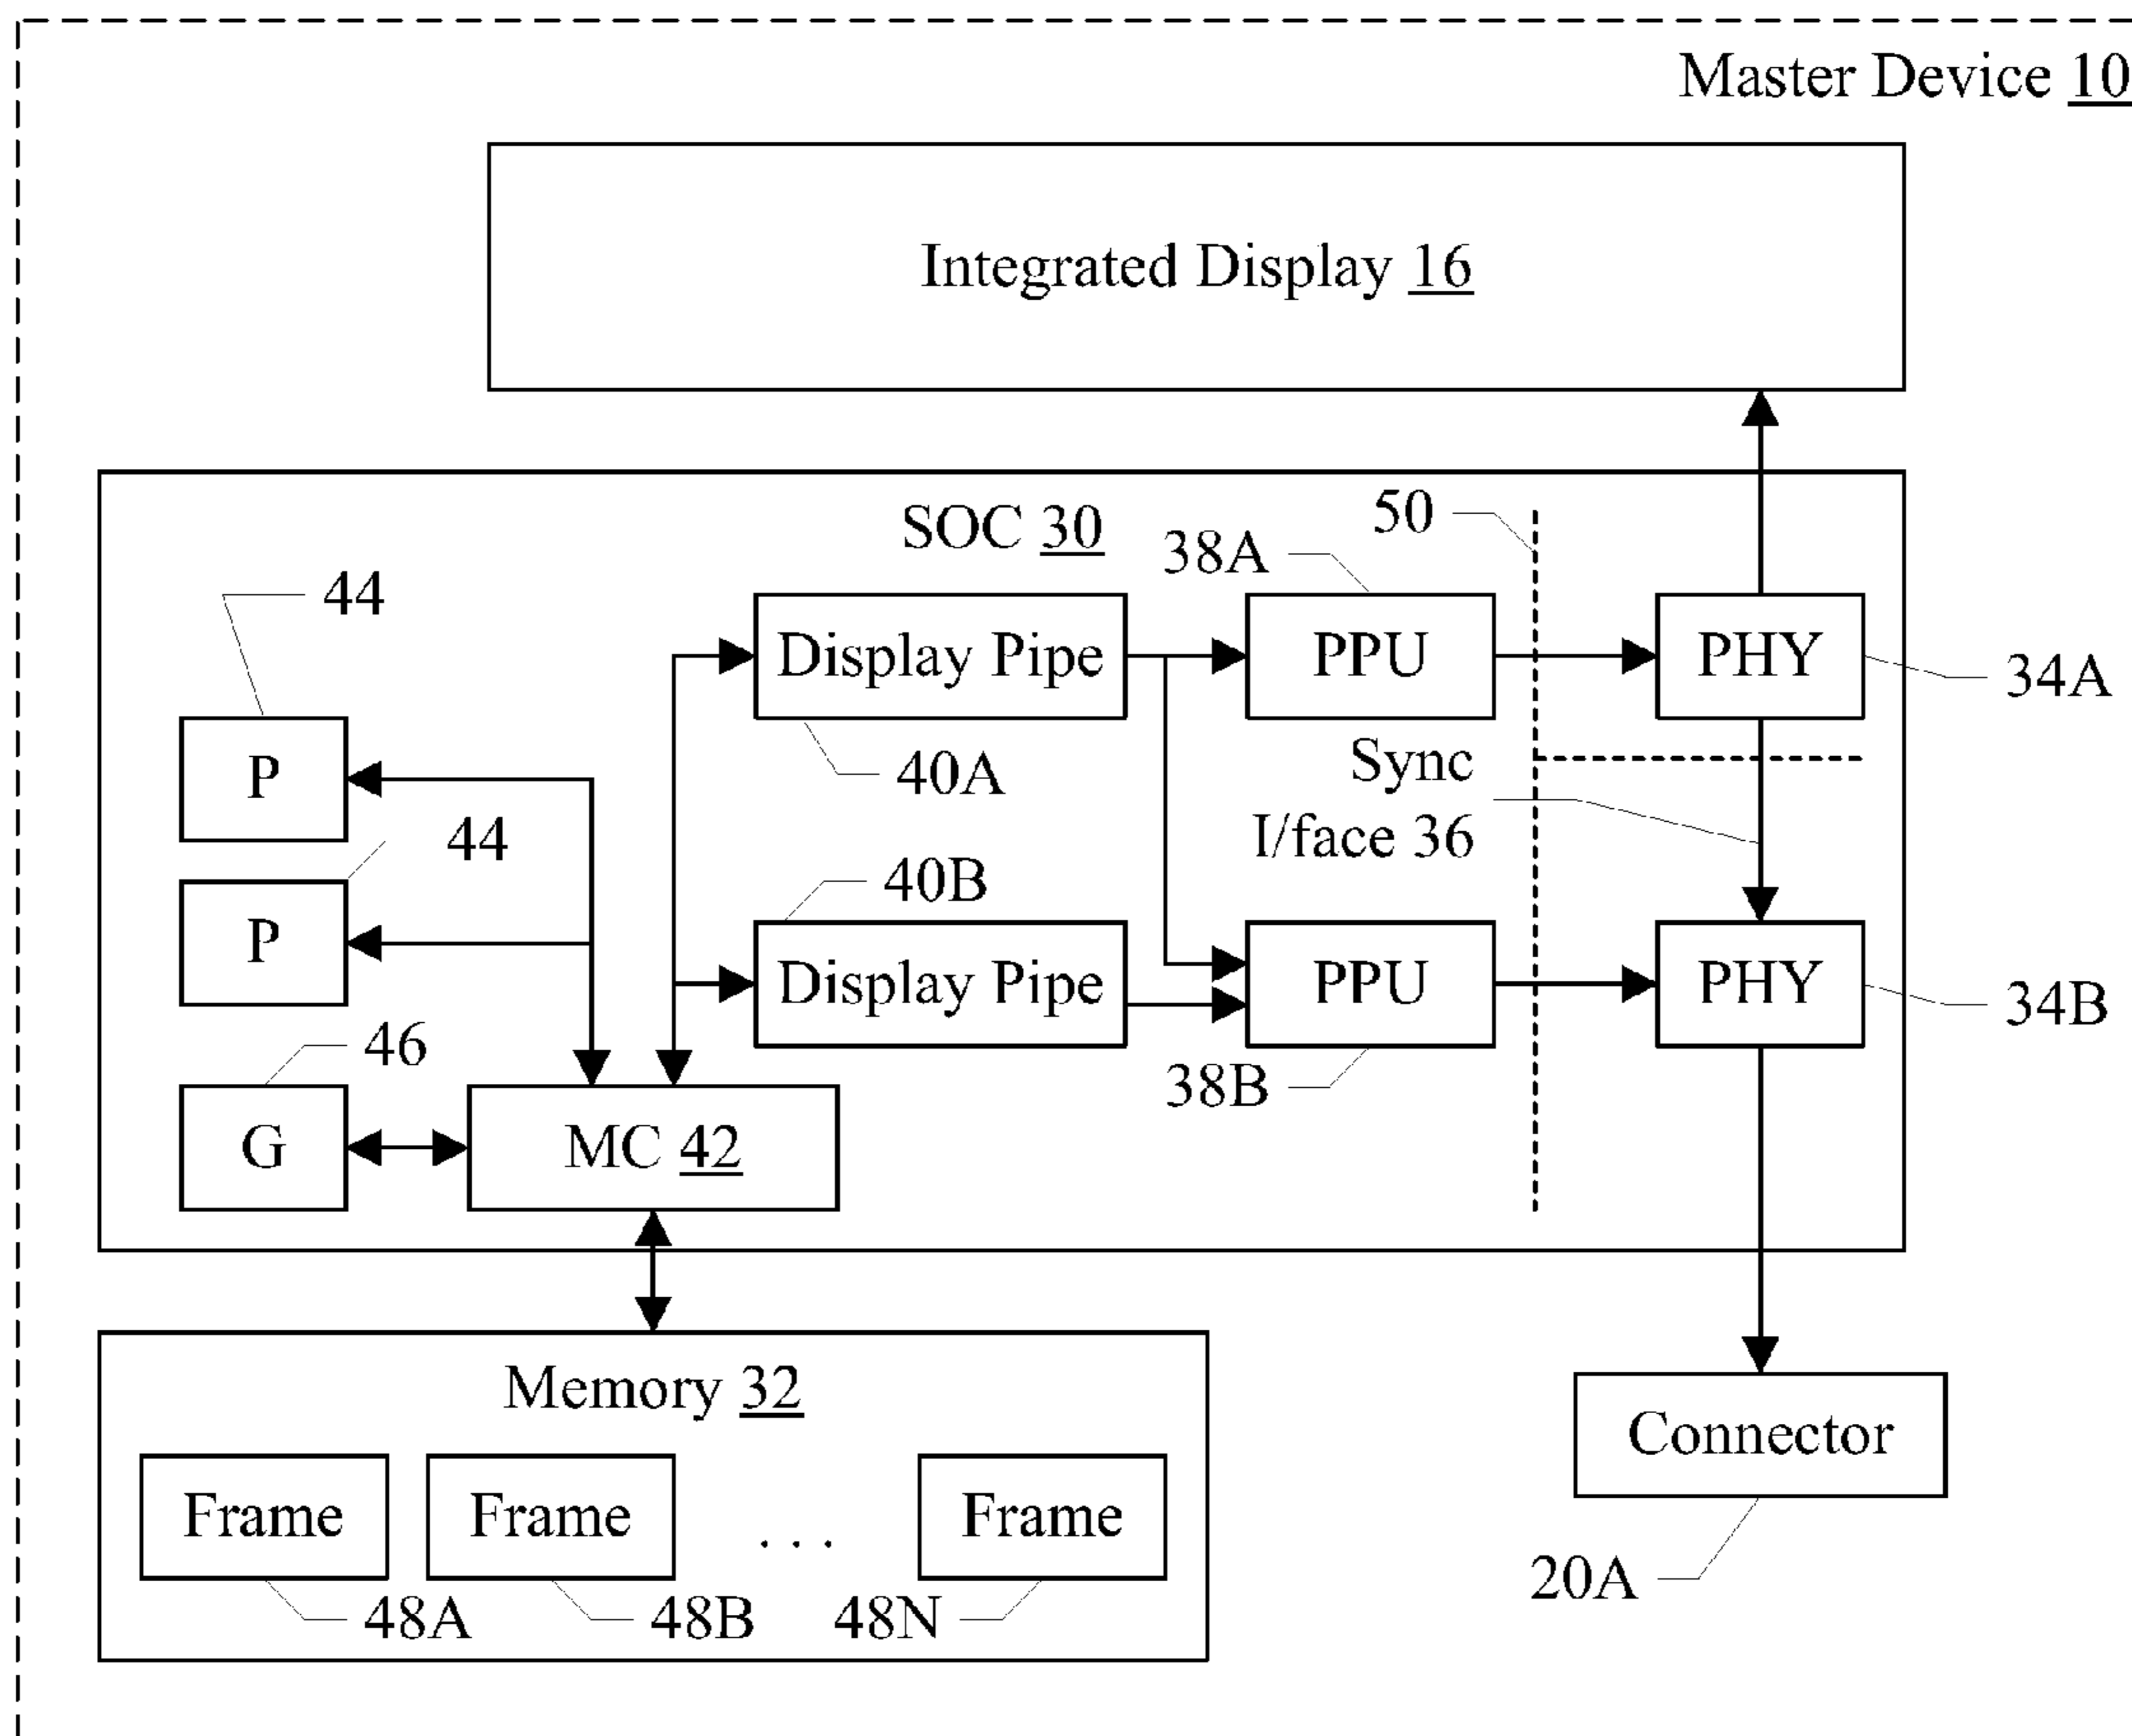 Master Device 10
Integrated Display 16
SOC 30
50
38A
44
Display Pipe
PPU
PHY
34A
P
40A
Sync
I/face 36
44
40B
P
Display Pipe
PPU
PHY
34B
46
38B
G
MC 42
Memory 32
Connector
Frame
Frame
. . .
Frame
20A
48A
48B
48N